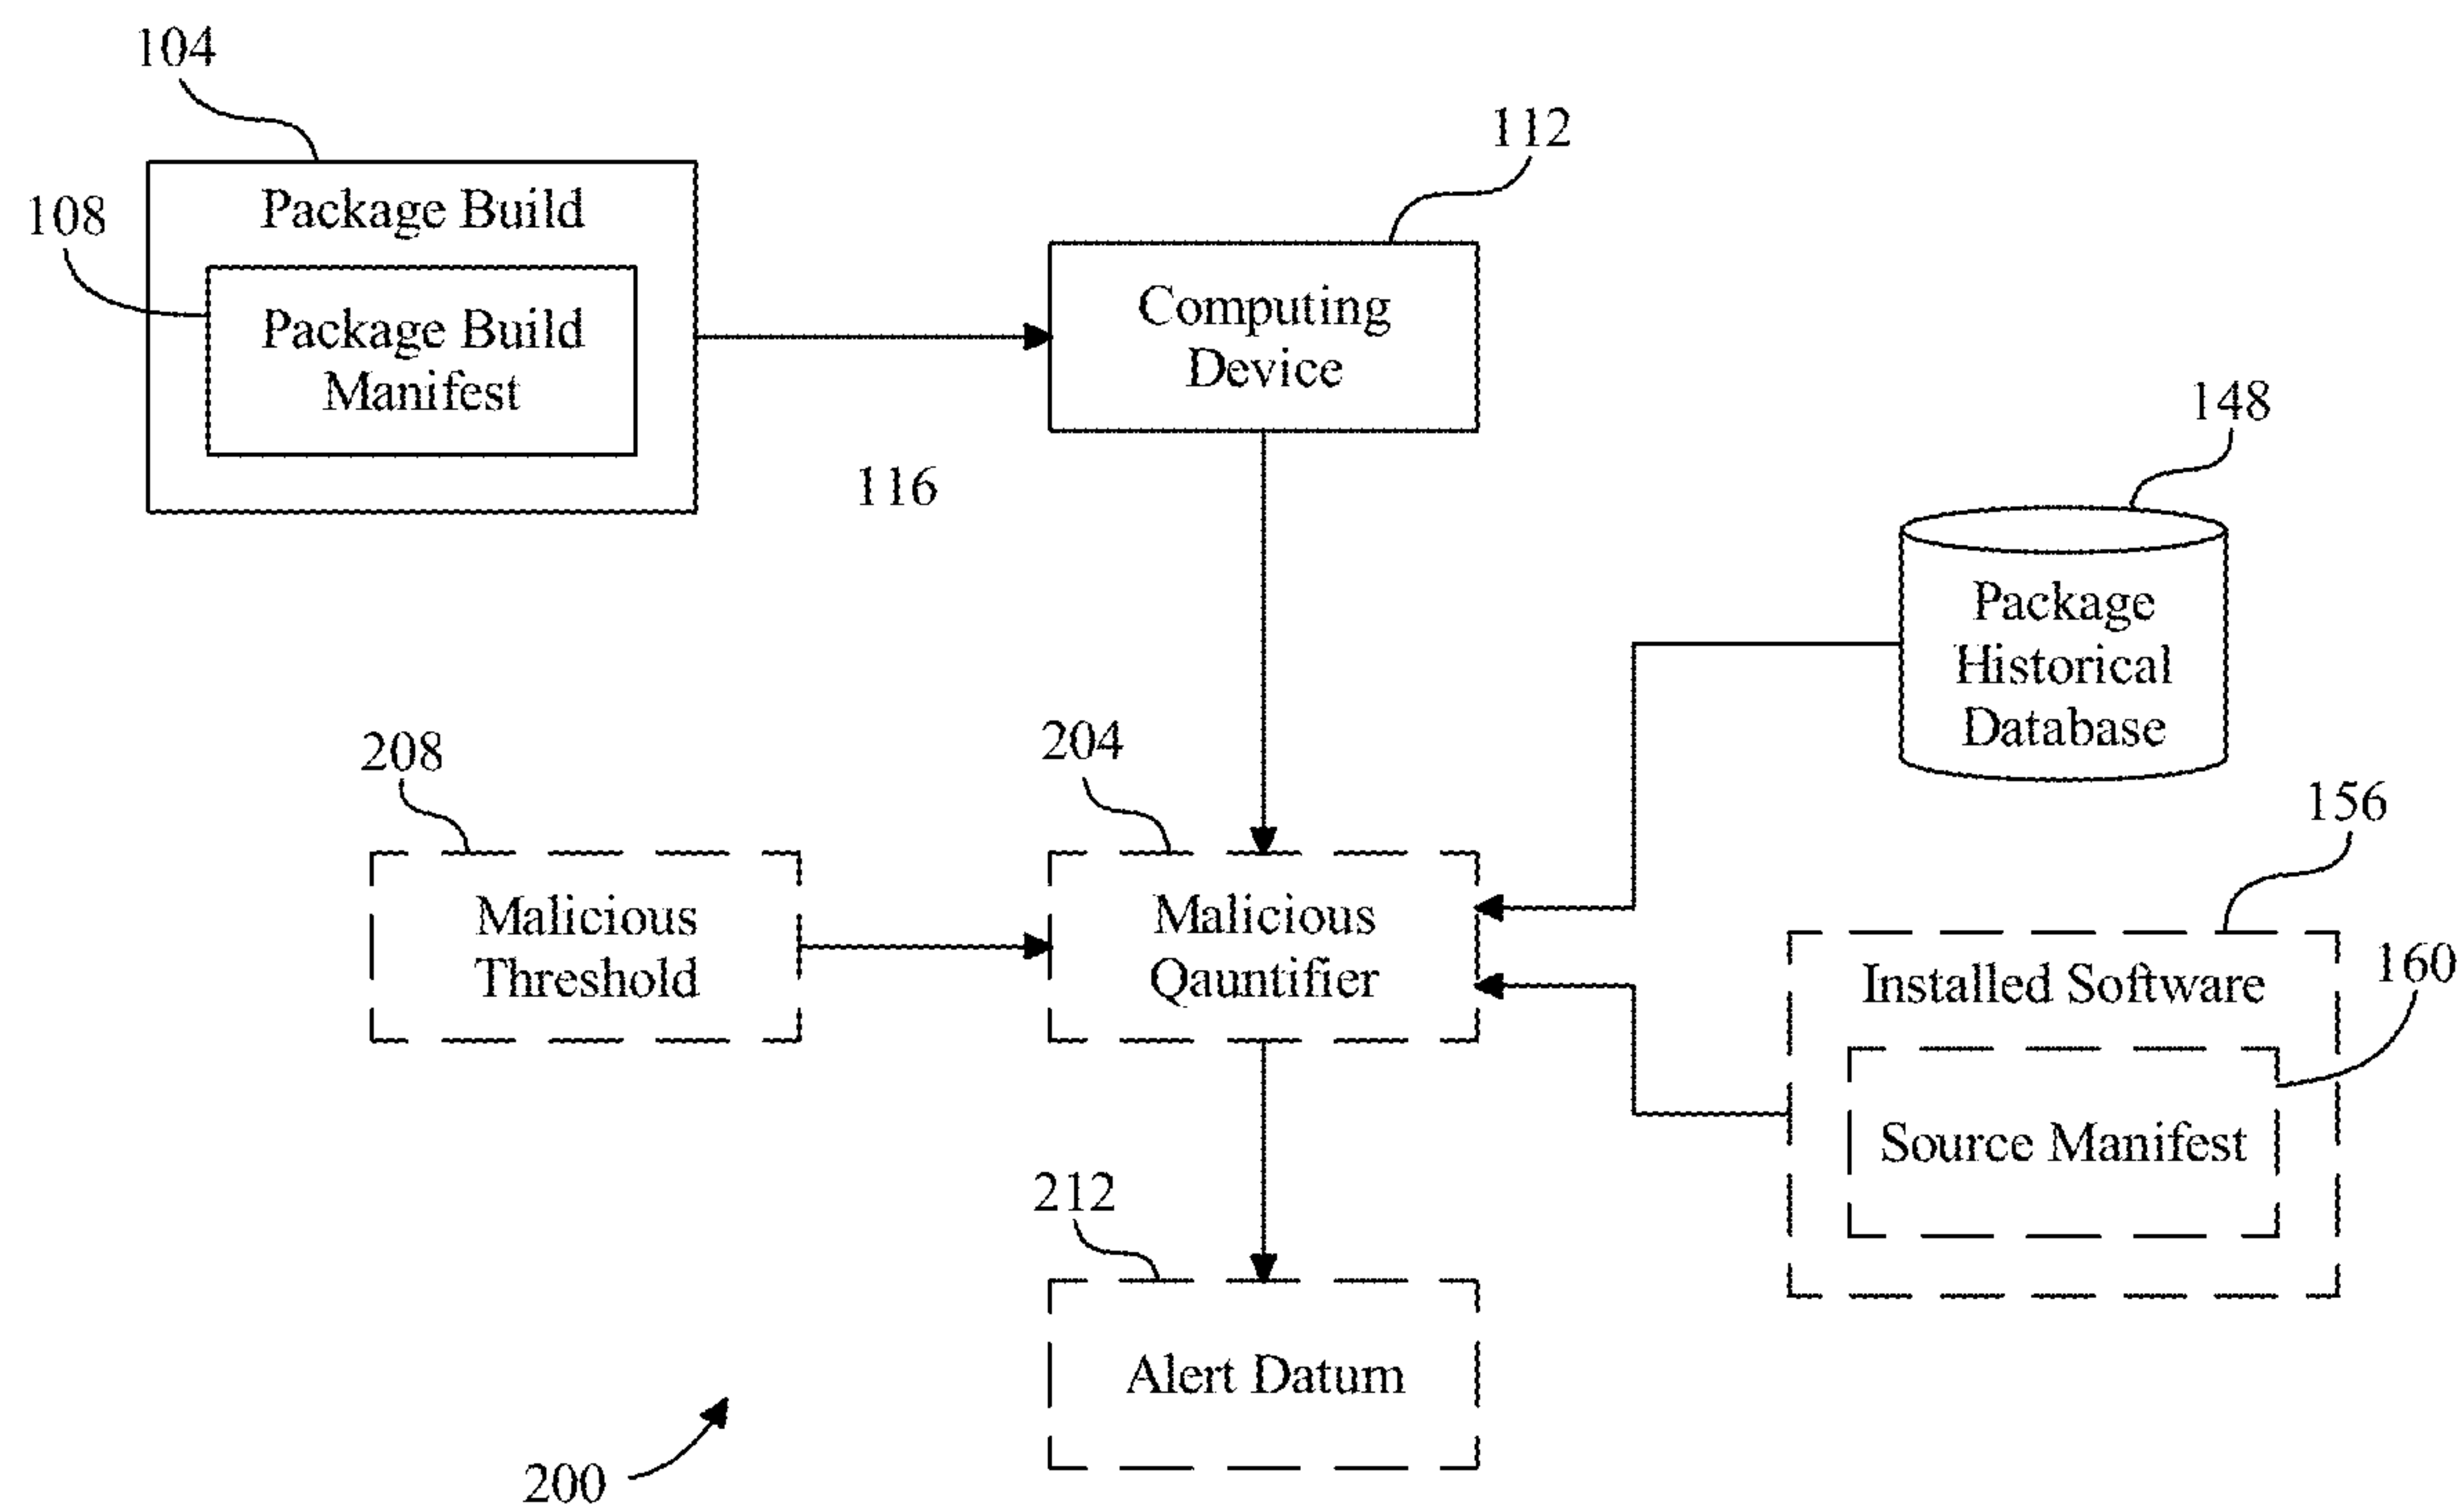 104
112
Package Build
108
Package Build
Manifest
Computing
Device
116
148
Package
Historical
Database
208
204
156
Malicious
Threshold
Malicious
Qauntifier
160
Installed Software
Source Manifest
212
Alert Datum
200